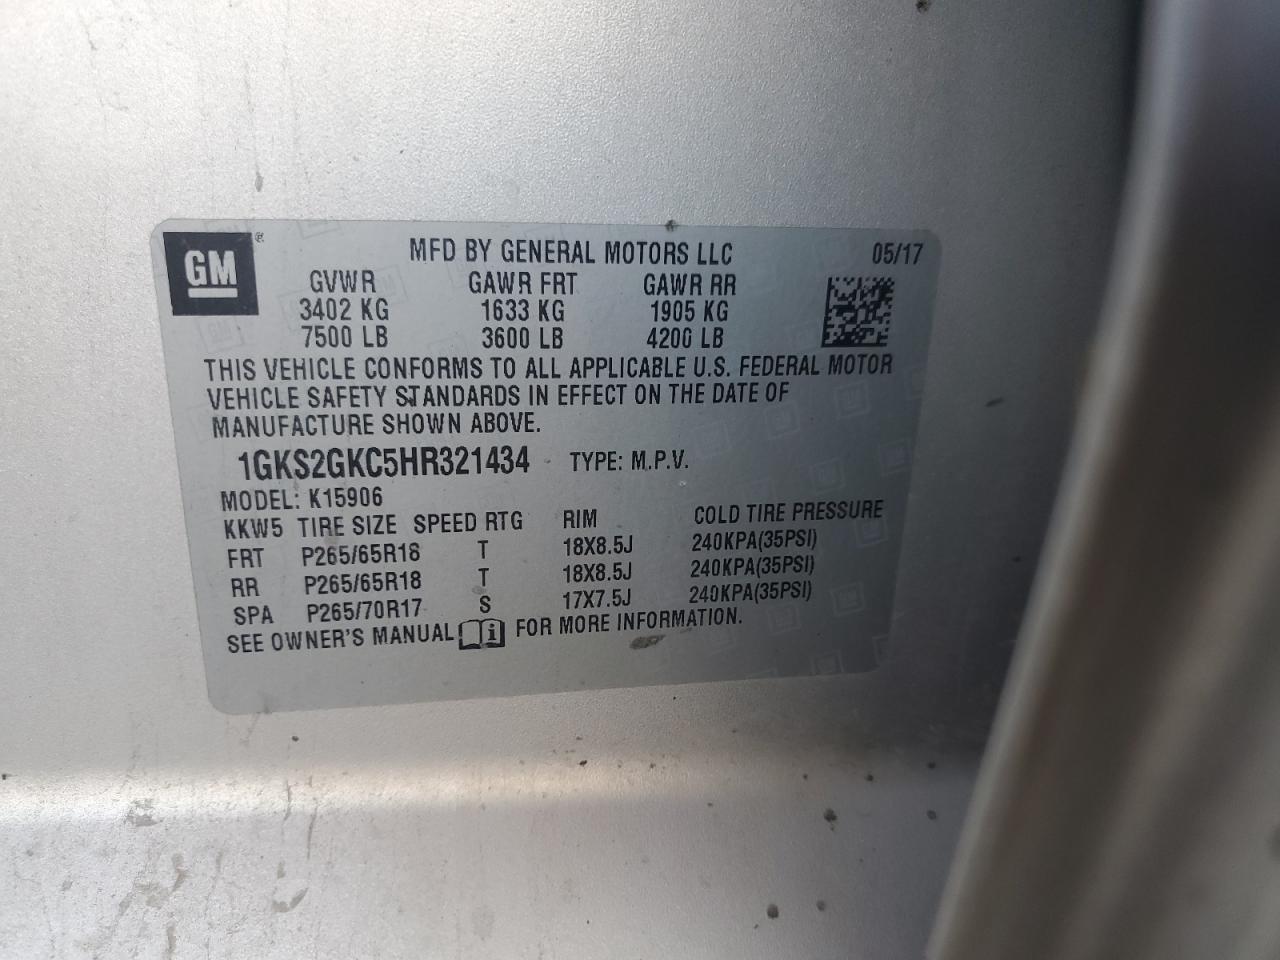 GM ® MFD BY GENERAL MOTORS LLC 05/17
GVWR GAWR FRT GAWR RR
3402 KG 1633 KG 1905 KG
7500 LB 3600 LB 4200 LB
THIS VEHICLE CONFORMS TO ALL APPLICABLE U.S. FEDERAL MOTOR
VEHICLE SAFETY STANDARDS IN EFFECT ON THE DATE OF
MANUFACTURE SHOWN ABOVE.
1GKS2GKC5HR321434 TYPE: M.P.V.
MODEL: K15906
KKW5 TIRE SIZE SPEED RTG RIM COLD TIRE PRESSURE
FRT P265/65R18 T 18X8.5J 240KPA(35PSI)
RR P265/65R18 T 18X8.5J 240KPA(35PSI)
SPA P265/70R17 S 17X7.5J 240KPA(35PSI)
SEE OWNER'S MANUAL i FOR MORE INFORMATION.